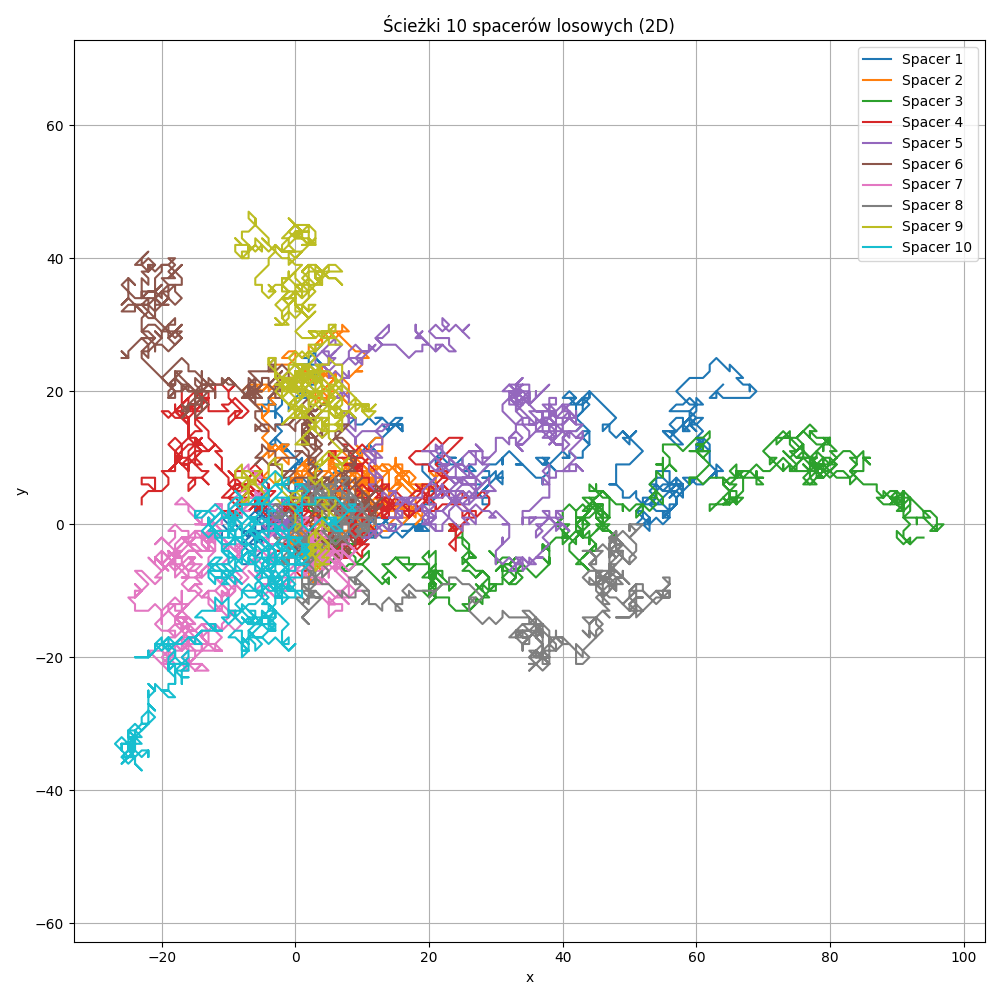 Ścieżki 10 spacerów losowych (2D)
Spacer 1
Spacer 2
Spacer 3
Spacer 4
Spacer 5
Spacer 6
Spacer 7
Spacer 8
Spacer 9
Spacer 10
60
40
20
0
−20
−40
−60
y
−20 0 20 40 60 80 100
x